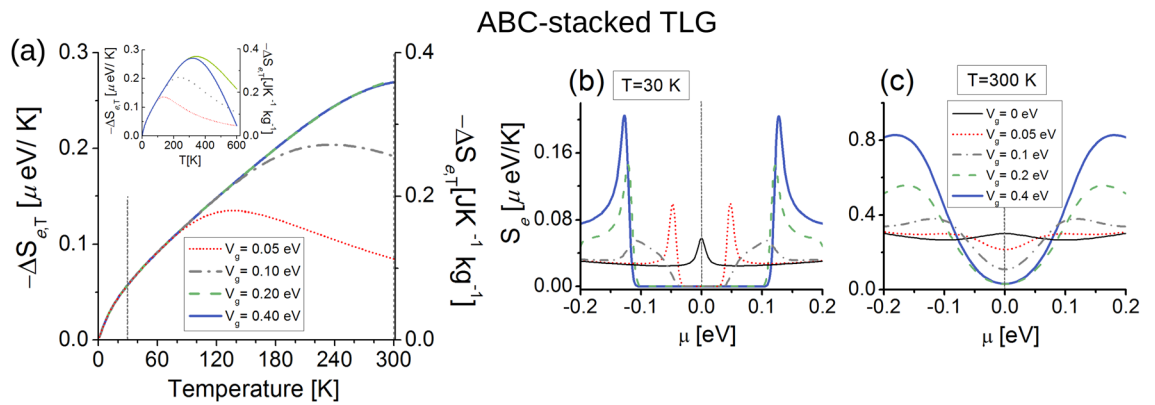 ABC-stacked TLG
(a)
−ΔS_e,T [μ eV/ K]
0.3
0.2
0.1
0.0
0 60 120 180 240 300
Temperature [K]
0.4
0.2
0.0
−ΔS_e,T [JK⁻¹ kg⁻¹]
V_g = 0.05 eV
V_g = 0.10 eV
V_g = 0.20 eV
V_g = 0.40 eV
−ΔS_e,T [μ eV/ K]
0.3
0.2
0.1
0.0
0 200 400 600
T[K]
0.4
0.2
0.0
−ΔS_e,T [JK⁻¹ kg⁻¹]
(b)
T=30 K
S_e [μ eV/K]
0.16
0.08
0.00
−0.2 −0.1 0.0 0.1 0.2
μ [eV]
(c)
T=300 K
V_g = 0 eV
V_g = 0.05 eV
V_g = 0.1 eV
V_g = 0.2 eV
V_g = 0.4 eV
0.8
0.4
0.0
−0.2 −0.1 0.0 0.1 0.2
μ [eV]